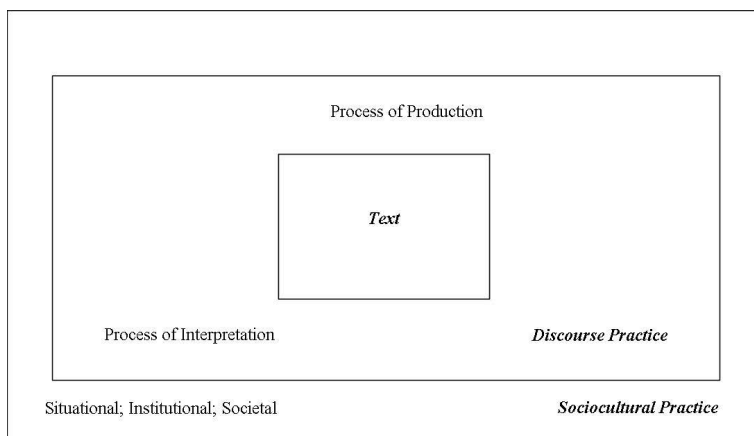 Process of Production
Text
Process of Interpretation Discourse Practice
Situational; Institutional; Societal Sociocultural Practice